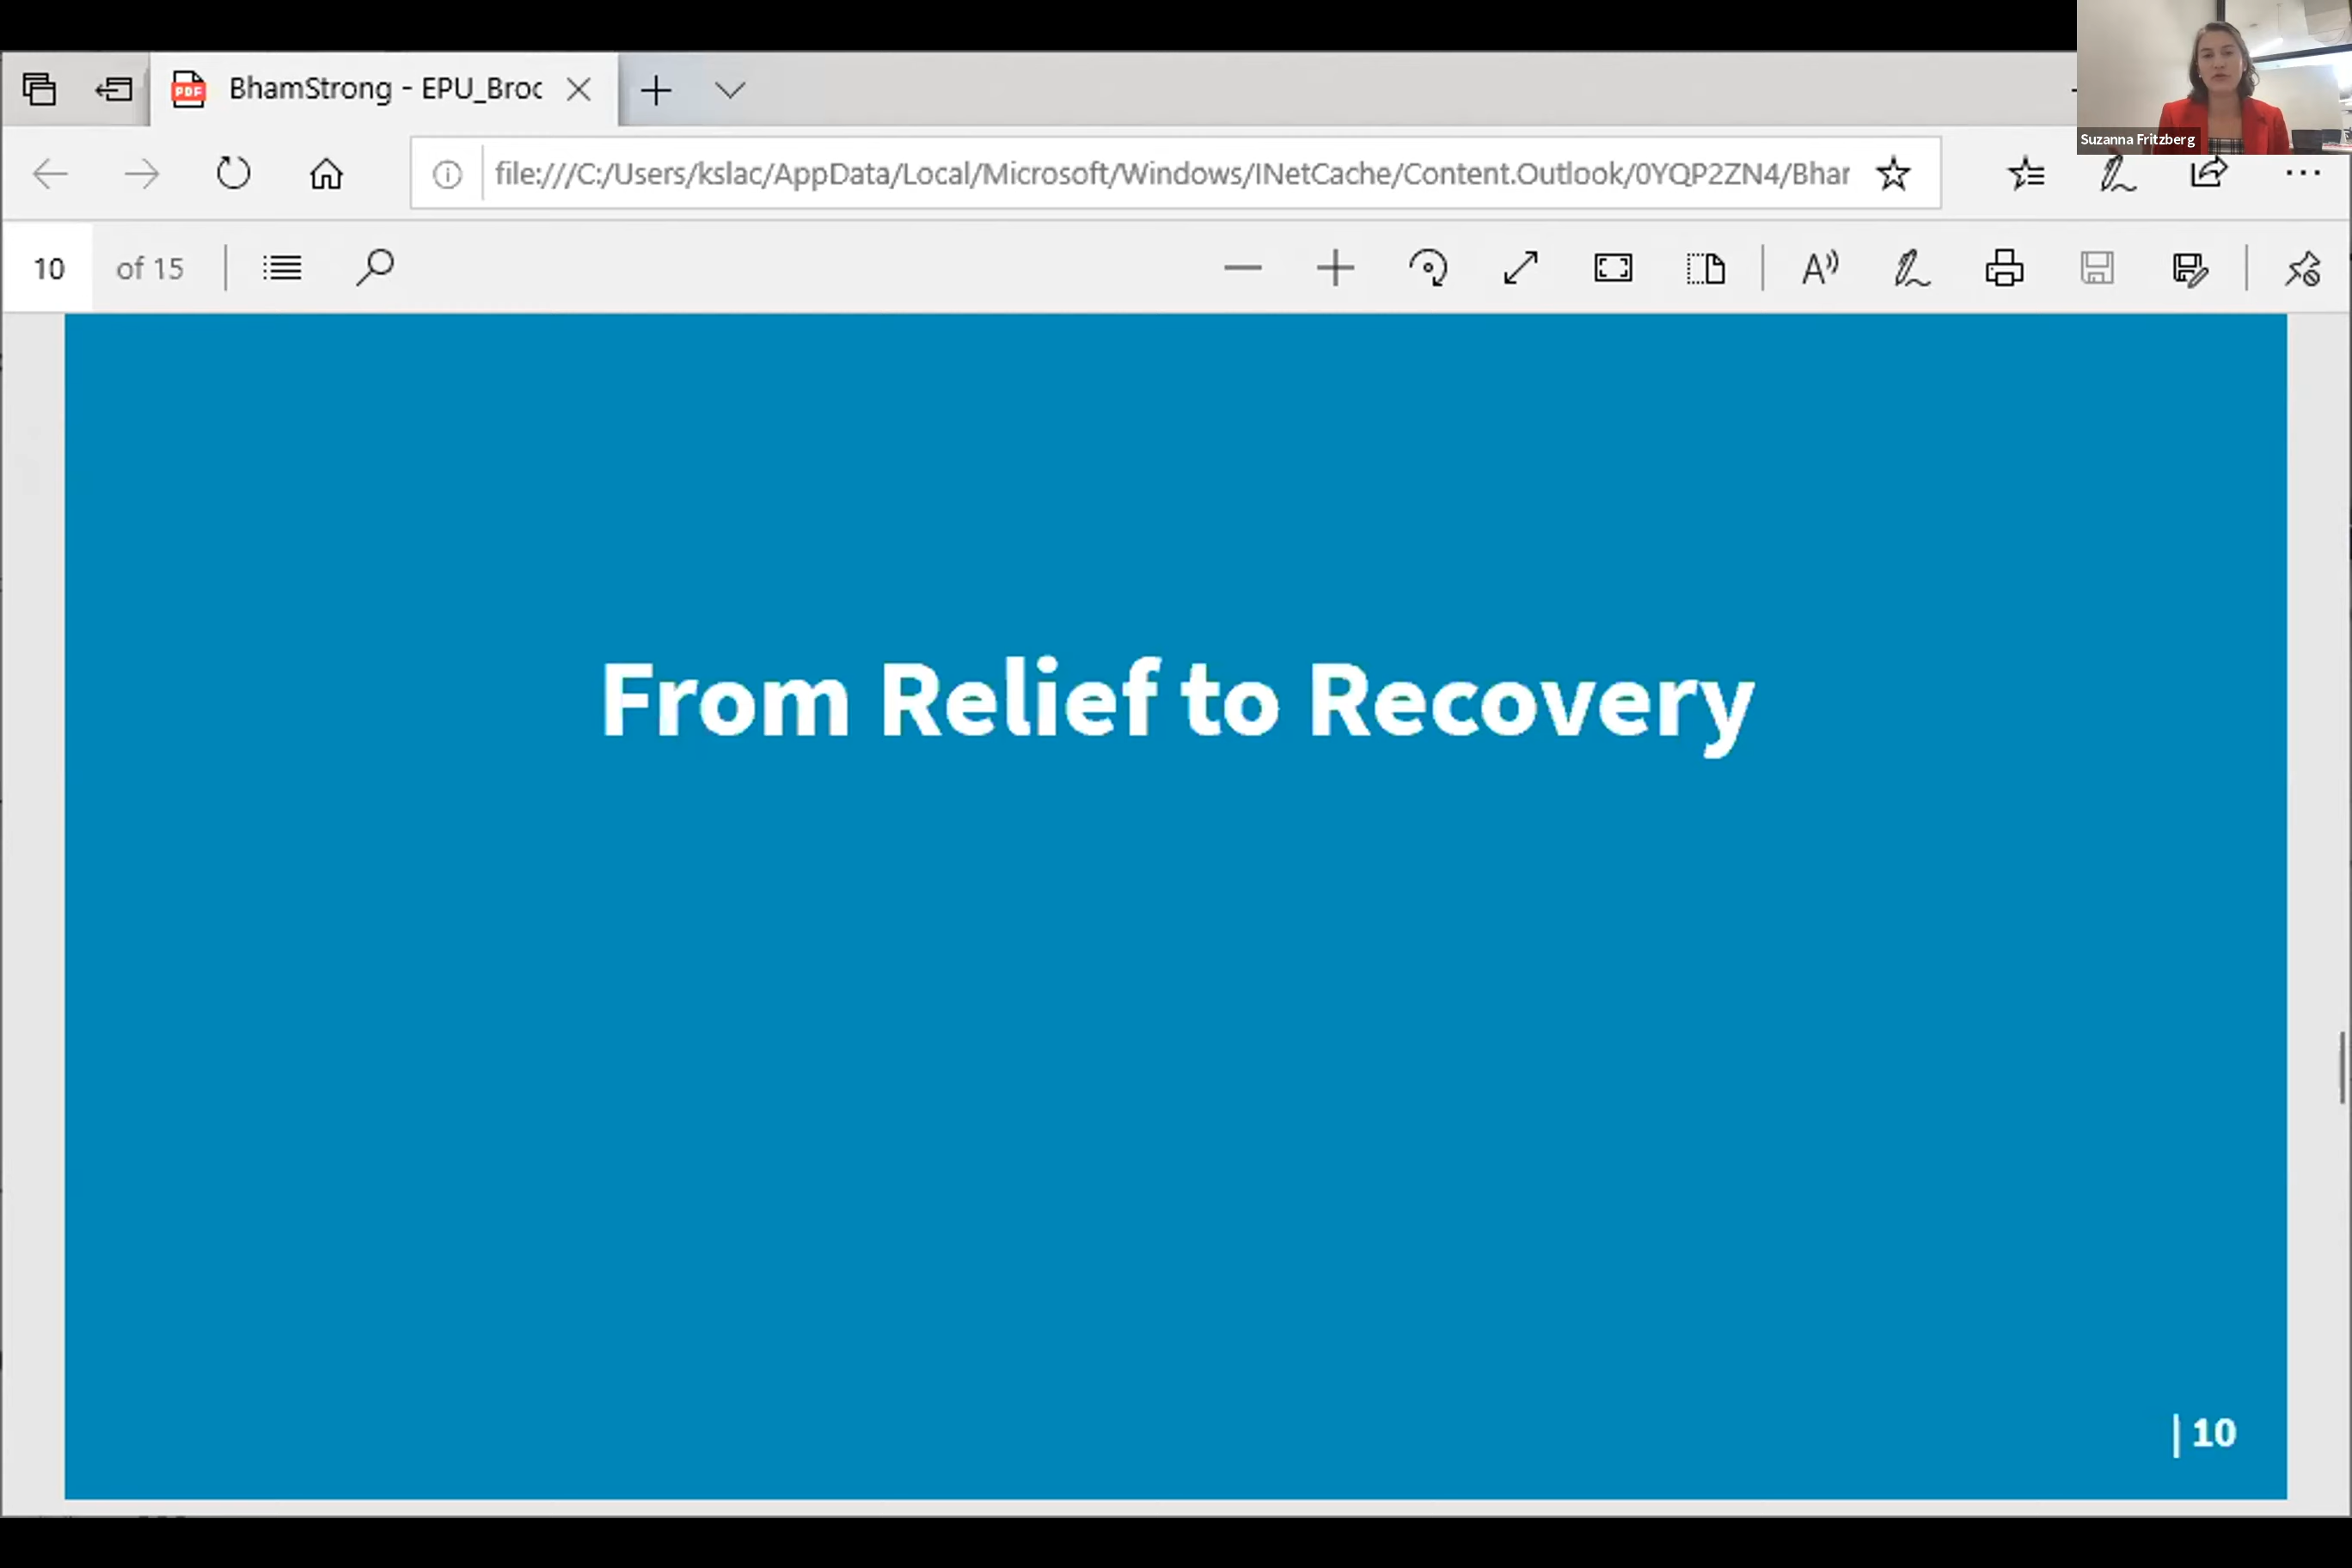 BhamStrong - EPU_Broc
Suzanna Fritzberg
file:///C:/Users/kslac/AppData/Local/Microsoft/Windows/INetCache/Content.Outlook/0YQP2ZN4/Bhar
10 of 15
From Relief to Recovery
| 10